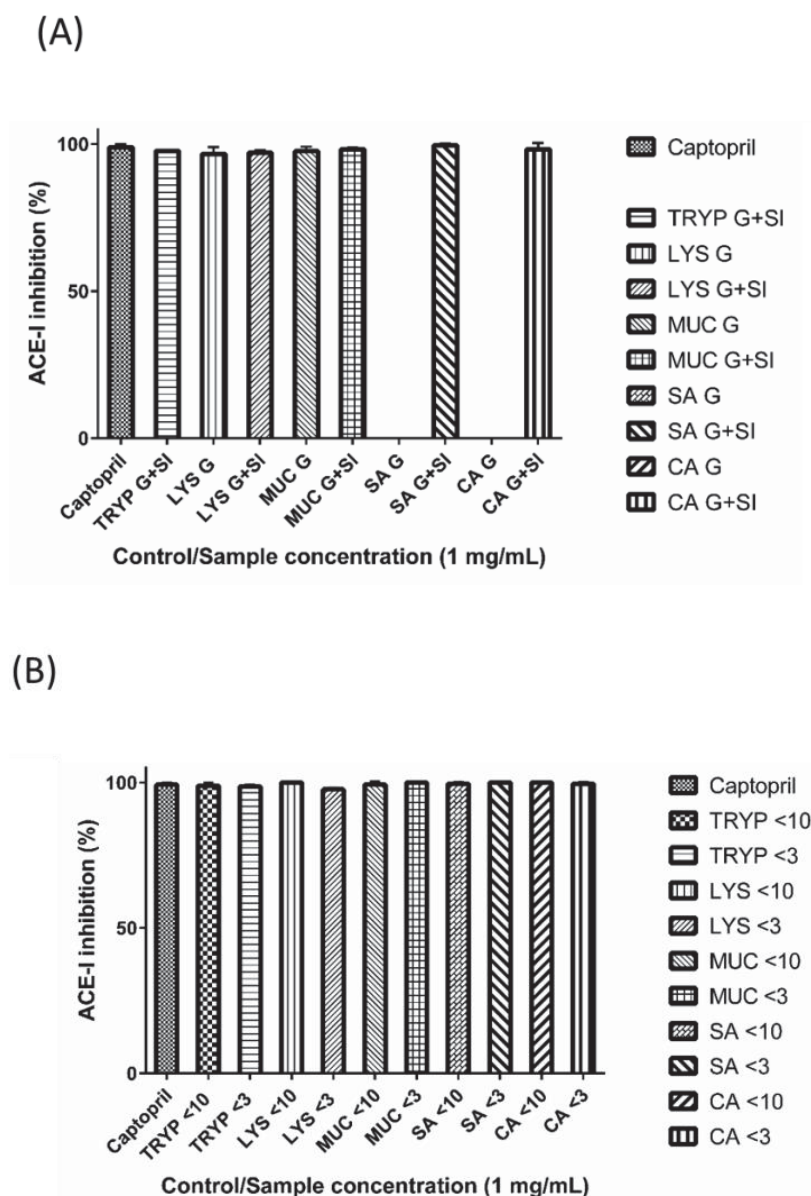 (A)
100
50
0
ACE-I inhibition (%)
Captopril
TRYP G+SI
LYS G
LYS G+SI
MUC G
MUC G+SI
SA G
SA G+SI
CA G
CA G+SI
Control/Sample concentration (1 mg/mL)
Captopril
TRYP G+SI
LYS G
LYS G+SI
MUC G
MUC G+SI
SA G
SA G+SI
CA G
CA G+SI
(B)
100
50
0
ACE-I inhibition (%)
Captopril
TRYP <10
TRYP <3
LYS <10
LYS <3
MUC <10
MUC <3
SA <10
SA <3
CA <10
CA <3
Control/Sample concentration (1 mg/mL)
Captopril
TRYP <10
TRYP <3
LYS <10
LYS <3
MUC <10
MUC <3
SA <10
SA <3
CA <10
CA <3